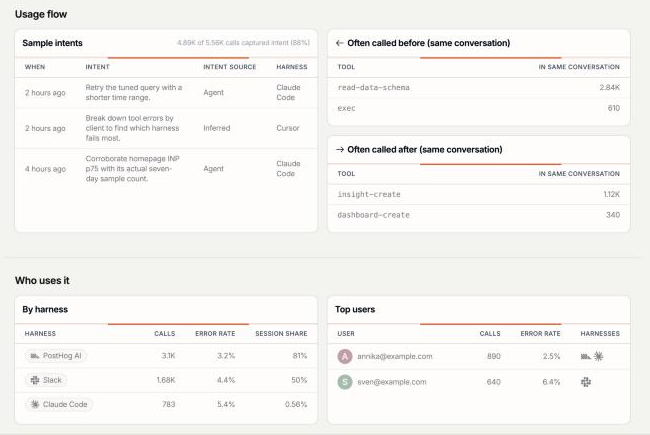 Usage flow
Sample intents
4.89K of 5.56K calls captured intent (88%)
WHEN INTENT INTENT SOURCE HARNESS
2 hours ago Retry the tuned query with a shorter time range. Agent Claude Code
2 hours ago Break down tool errors by client to find which harness fails most. Inferred Cursor
4 hours ago Corroborate homepage INP p75 with its actual seven-day sample count. Agent Claude Code
← Often called before (same conversation)
TOOL IN SAME CONVERSATION
read-data-schema 2.84K
exec 610
→ Often called after (same conversation)
TOOL IN SAME CONVERSATION
insight-create 1.12K
dashboard-create 340
Who uses it
By harness
HARNESS CALLS ERROR RATE SESSION SHARE
PostHog AI 3.1K 3.2% 81%
Slack 1.68K 4.4% 50%
Claude Code 783 5.4% 0.56%
Top users
USER CALLS ERROR RATE HARNESSES
A annika@example.com 890 2.5%
S sven@example.com 640 6.4%